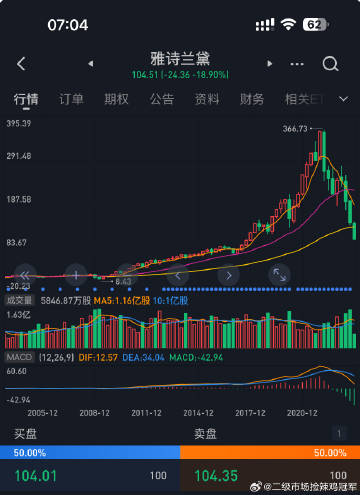 07:04
62
雅诗兰黛
104.51 (-24.36 -18.90%)
行情 订单 期权 公告 资料 财务 相关ET
395.39
366.73
291.48
187.58
83.67
-20.23
6.63
成交量 5846.87万股 MA5:1.16亿股 10:1亿股
1.63亿
MACD (12,26,9) DIF:12.57 DEA:34.04 MACD:-42.94
60.60
-42.94
2005-12 2008-12 2011-12 2014-12 2017-12 2020-12
买盘 卖盘 1
50.00% 50.00%
104.01 100 104.35 100
@二级市场捡辣鸡冠军